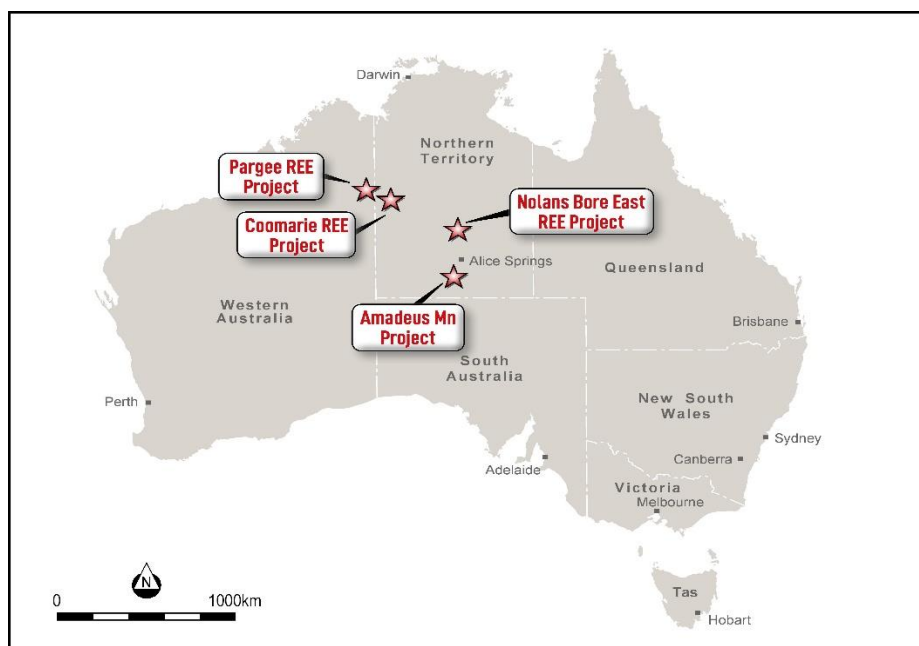 Darwin
Northern
Territory
Pargee REE
Project
Coomarie REE
Project
Nolans Bore East
REE Project
Alice Springs
Queensland
Western
Australia
Amadeus Mn
Project
Brisbane
South
Australia
New South
Wales
Perth
Sydney
Canberra
Adelaide
Victoria
Melbourne
N
0
1000km
Tas
Hobart